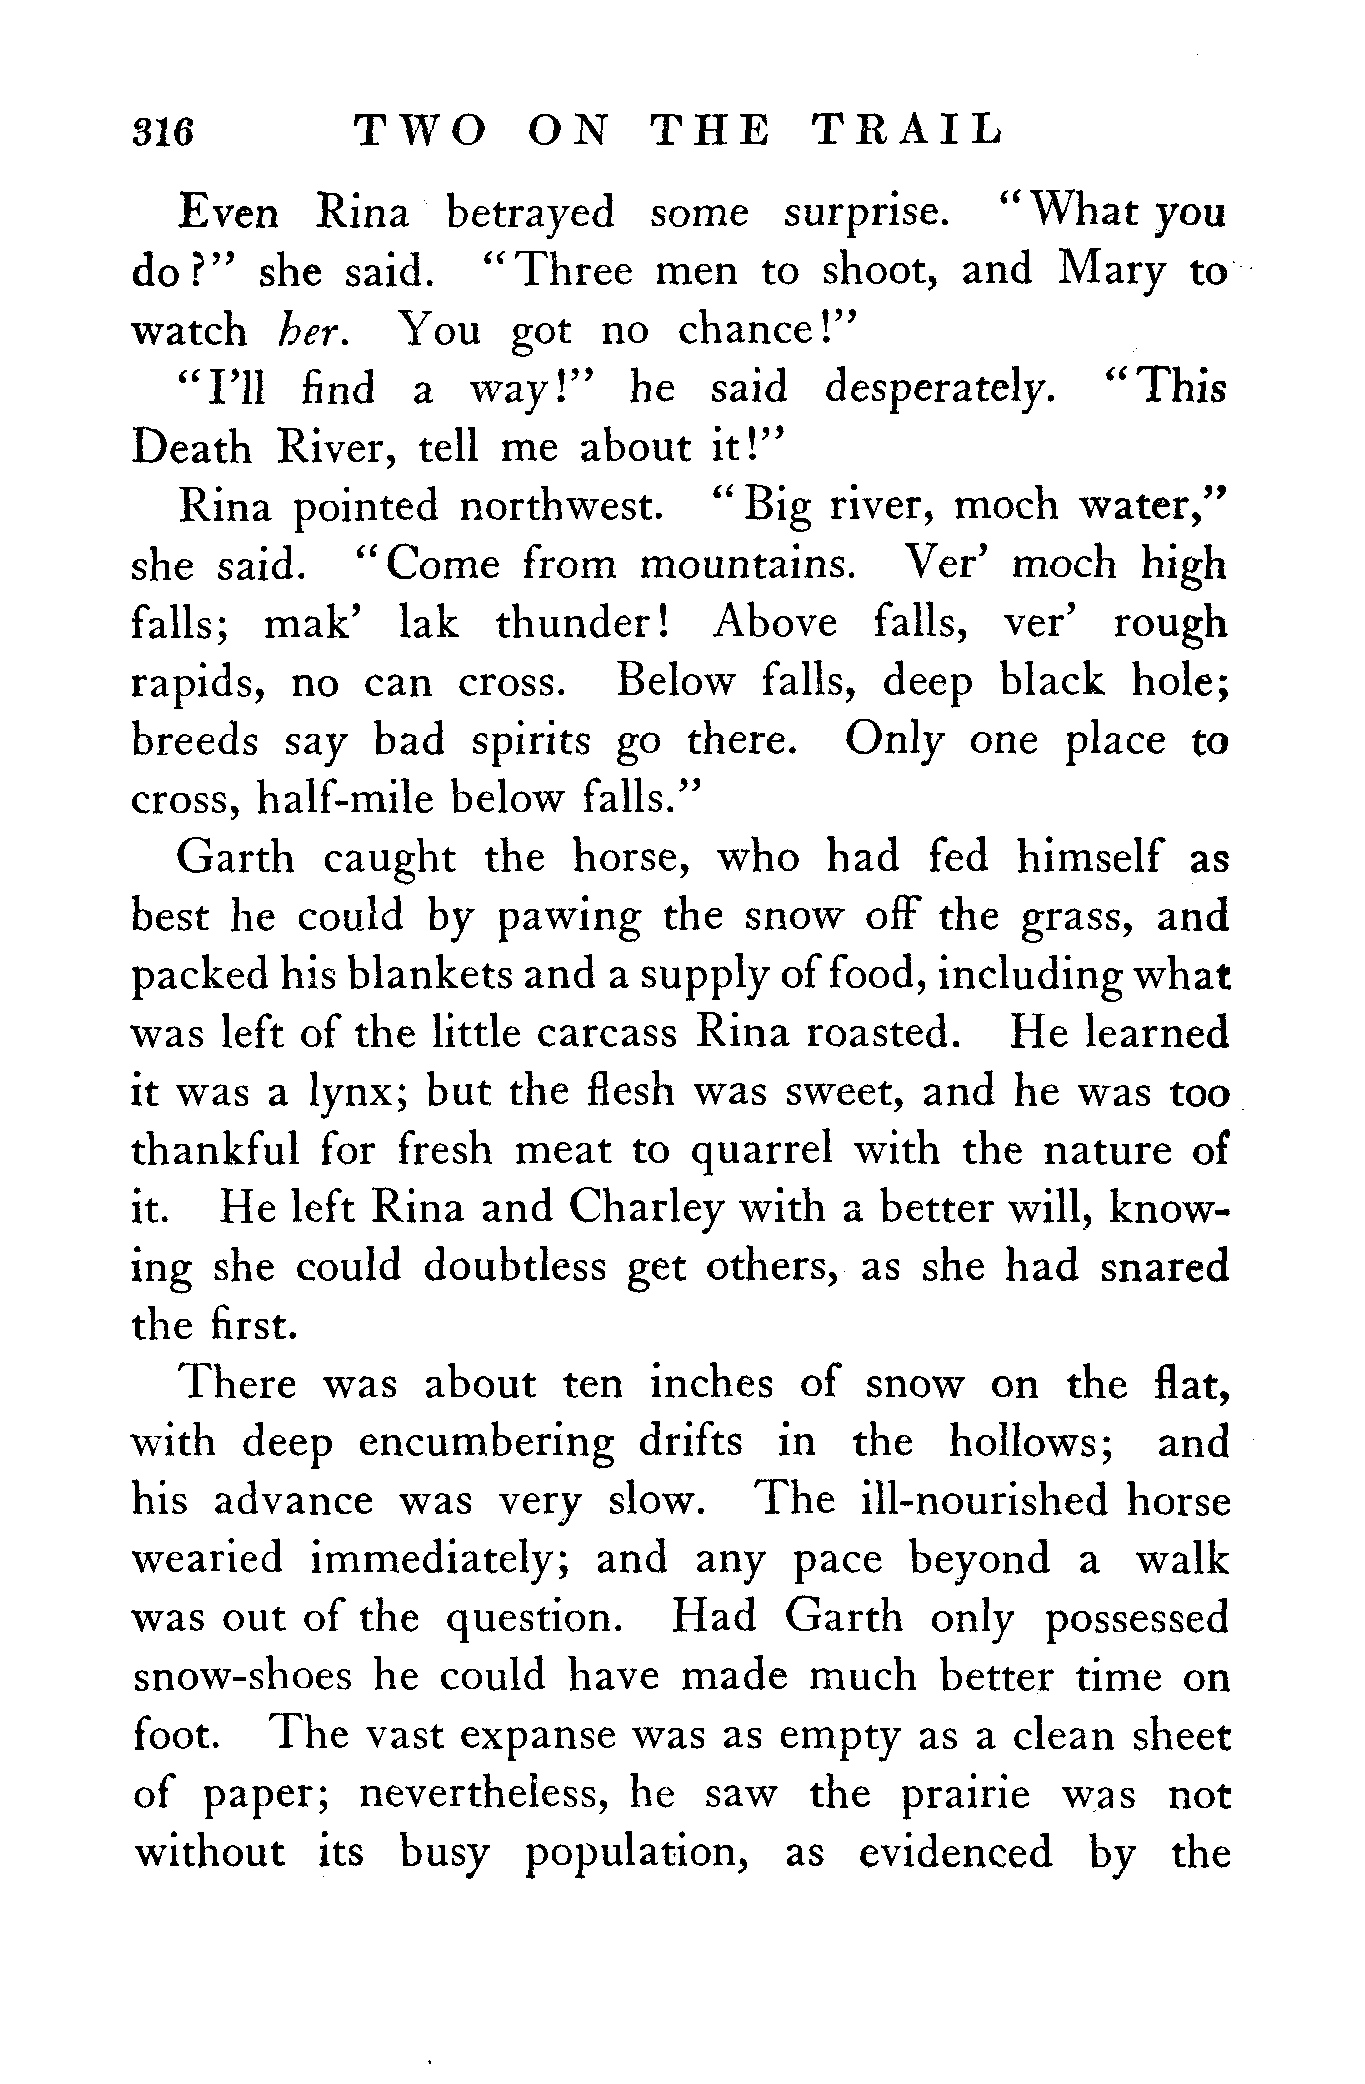 316 TWO ON THE TRAIL
Even Rina betrayed some surprise. "What you
do?" she said. "Three men to shoot, and Mary to
watch her. You got no chance!"
"I'll find a way!" he said desperately. "This
Death River, tell me about it!"
Rina pointed northwest. "Big river, moch water,"
she said. "Come from mountains. Ver' moch high
falls; mak' lak thunder! Above falls, ver' rough
rapids, no can cross. Below falls, deep black hole;
breeds say bad spirits go there. Only one place to
cross, half-mile below falls."
Garth caught the horse, who had fed himself as
best he could by pawing the snow off the grass, and
packed his blankets and a supply of food, including what
was left of the little carcass Rina roasted. He learned
it was a lynx; but the flesh was sweet, and he was too
thankful for fresh meat to quarrel with the nature of
it. He left Rina and Charley with a better will, know-
ing she could doubtless get others, as she had snared
the first.
There was about ten inches of snow on the flat,
with deep encumbering drifts in the hollows; and
his advance was very slow. The ill-nourished horse
wearied immediately; and any pace beyond a walk
was out of the question. Had Garth only possessed
snow-shoes he could have made much better time on
foot. The vast expanse was as empty as a clean sheet
of paper; nevertheless, he saw the prairie was not
without its busy population, as evidenced by the